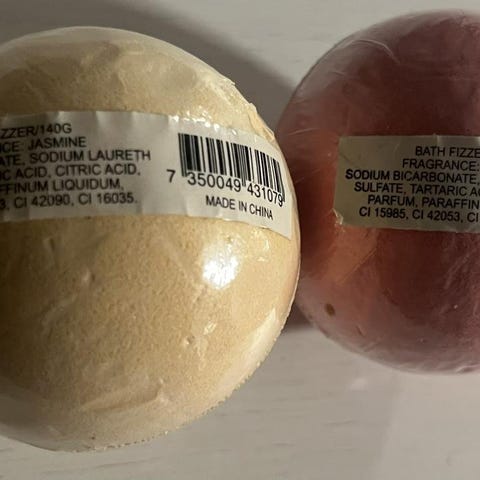 ZZER/140G
CE: JASMINE
ATE, SODIUM LAURETH
IC ACID, CITRIC ACID,
FFINUM LIQUIDUM,
3, CI 42090, CI 16035.
7 350049 431079
MADE IN CHINA
BATH FIZZE
FRAGRANCE:
SODIUM BICARBONATE,
SULFATE, TARTARIC AC
PARFUM, PARAFFIN
CI 15985, CI 42053, CI